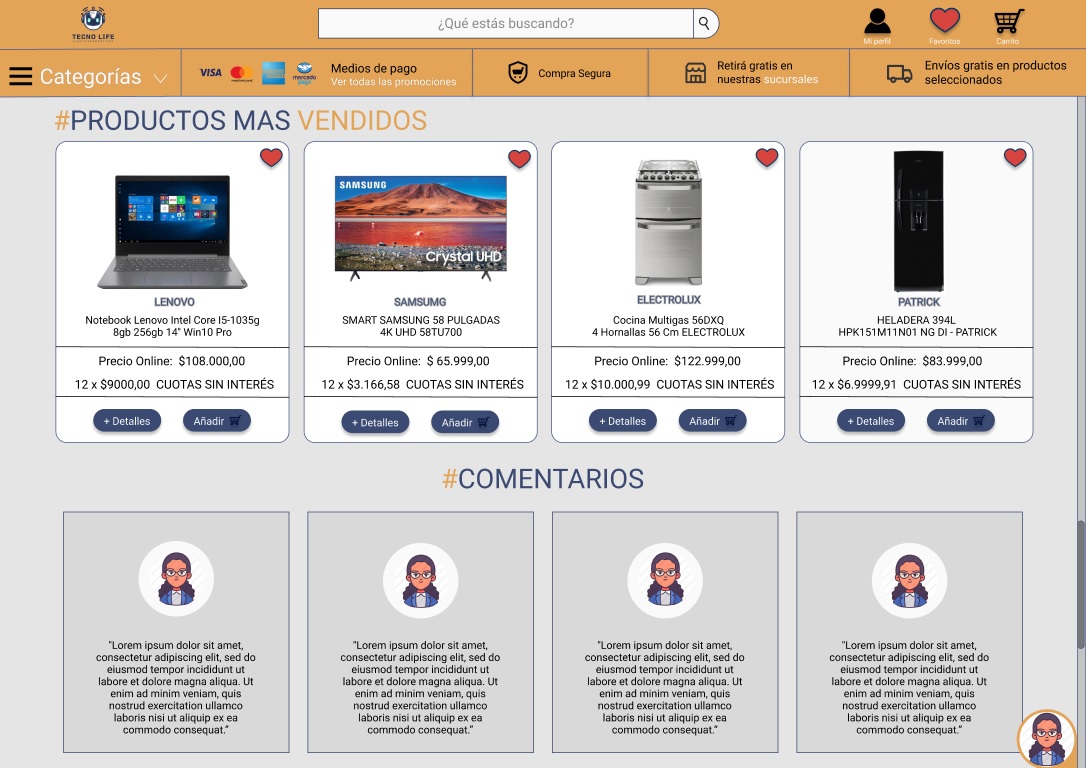 TECNO LIFE
¿Qué estás buscando?
Mi perfil
Favoritos
Carrito
Categorías
VISA
mercado
pago
Medios de pago
Ver todas las promociones
Compra Segura
Retirá gratis en
nuestras sucursales
Envíos gratis en productos
seleccionados
#PRODUCTOS MAS VENDIDOS
LENOVO
Notebook Lenovo Intel Core I5-1035g
8gb 256gb 14" Win10 Pro
Precio Online: $108.000,00
12 x $9000,00 CUOTAS SIN INTERÉS
+ Detalles
Añadir
SAMSUNG
Crystal UHD
SAMSUMG
SMART SAMSUNG 58 PULGADAS
4K UHD 58TU700
Precio Online: $ 65.999,00
12 x $3.166,58 CUOTAS SIN INTERÉS
+ Detalles
Añadir
ELECTROLUX
Cocina Multigas 56DXQ
4 Hornallas 56 Cm ELECTROLUX
Precio Online: $122.999,00
12 x $10.000,99 CUOTAS SIN INTERÉS
+ Detalles
Añadir
PATRICK
HELADERA 394L
HPK151M11N01 NG DI - PATRICK
Precio Online: $83.999,00
12 x $6.9999,91 CUOTAS SIN INTERÉS
+ Detalles
Añadir
#COMENTARIOS
"Lorem ipsum dolor sit amet,
consectetur adipiscing elit, sed do
eiusmod tempor incididunt ut
labore et dolore magna aliqua. Ut
enim ad minim veniam, quis
nostrud exercitation ullamco
laboris nisi ut aliquip ex ea
commodo consequat."
"Lorem ipsum dolor sit amet,
consectetur adipiscing elit, sed do
eiusmod tempor incididunt ut
labore et dolore magna aliqua. Ut
enim ad minim veniam, quis
nostrud exercitation ullamco
laboris nisi ut aliquip ex ea
commodo consequat."
"Lorem ipsum dolor sit amet,
consectetur adipiscing elit, sed do
eiusmod tempor incididunt ut
labore et dolore magna aliqua. Ut
enim ad minim veniam, quis
nostrud exercitation ullamco
laboris nisi ut aliquip ex ea
commodo consequat."
"Lorem ipsum dolor sit amet,
consectetur adipiscing elit, sed do
eiusmod tempor incididunt ut
labore et dolore magna aliqua. Ut
enim ad minim veniam, quis
nostrud exercitation ullamco
laboris nisi ut aliquip ex ea
commodo consequat."